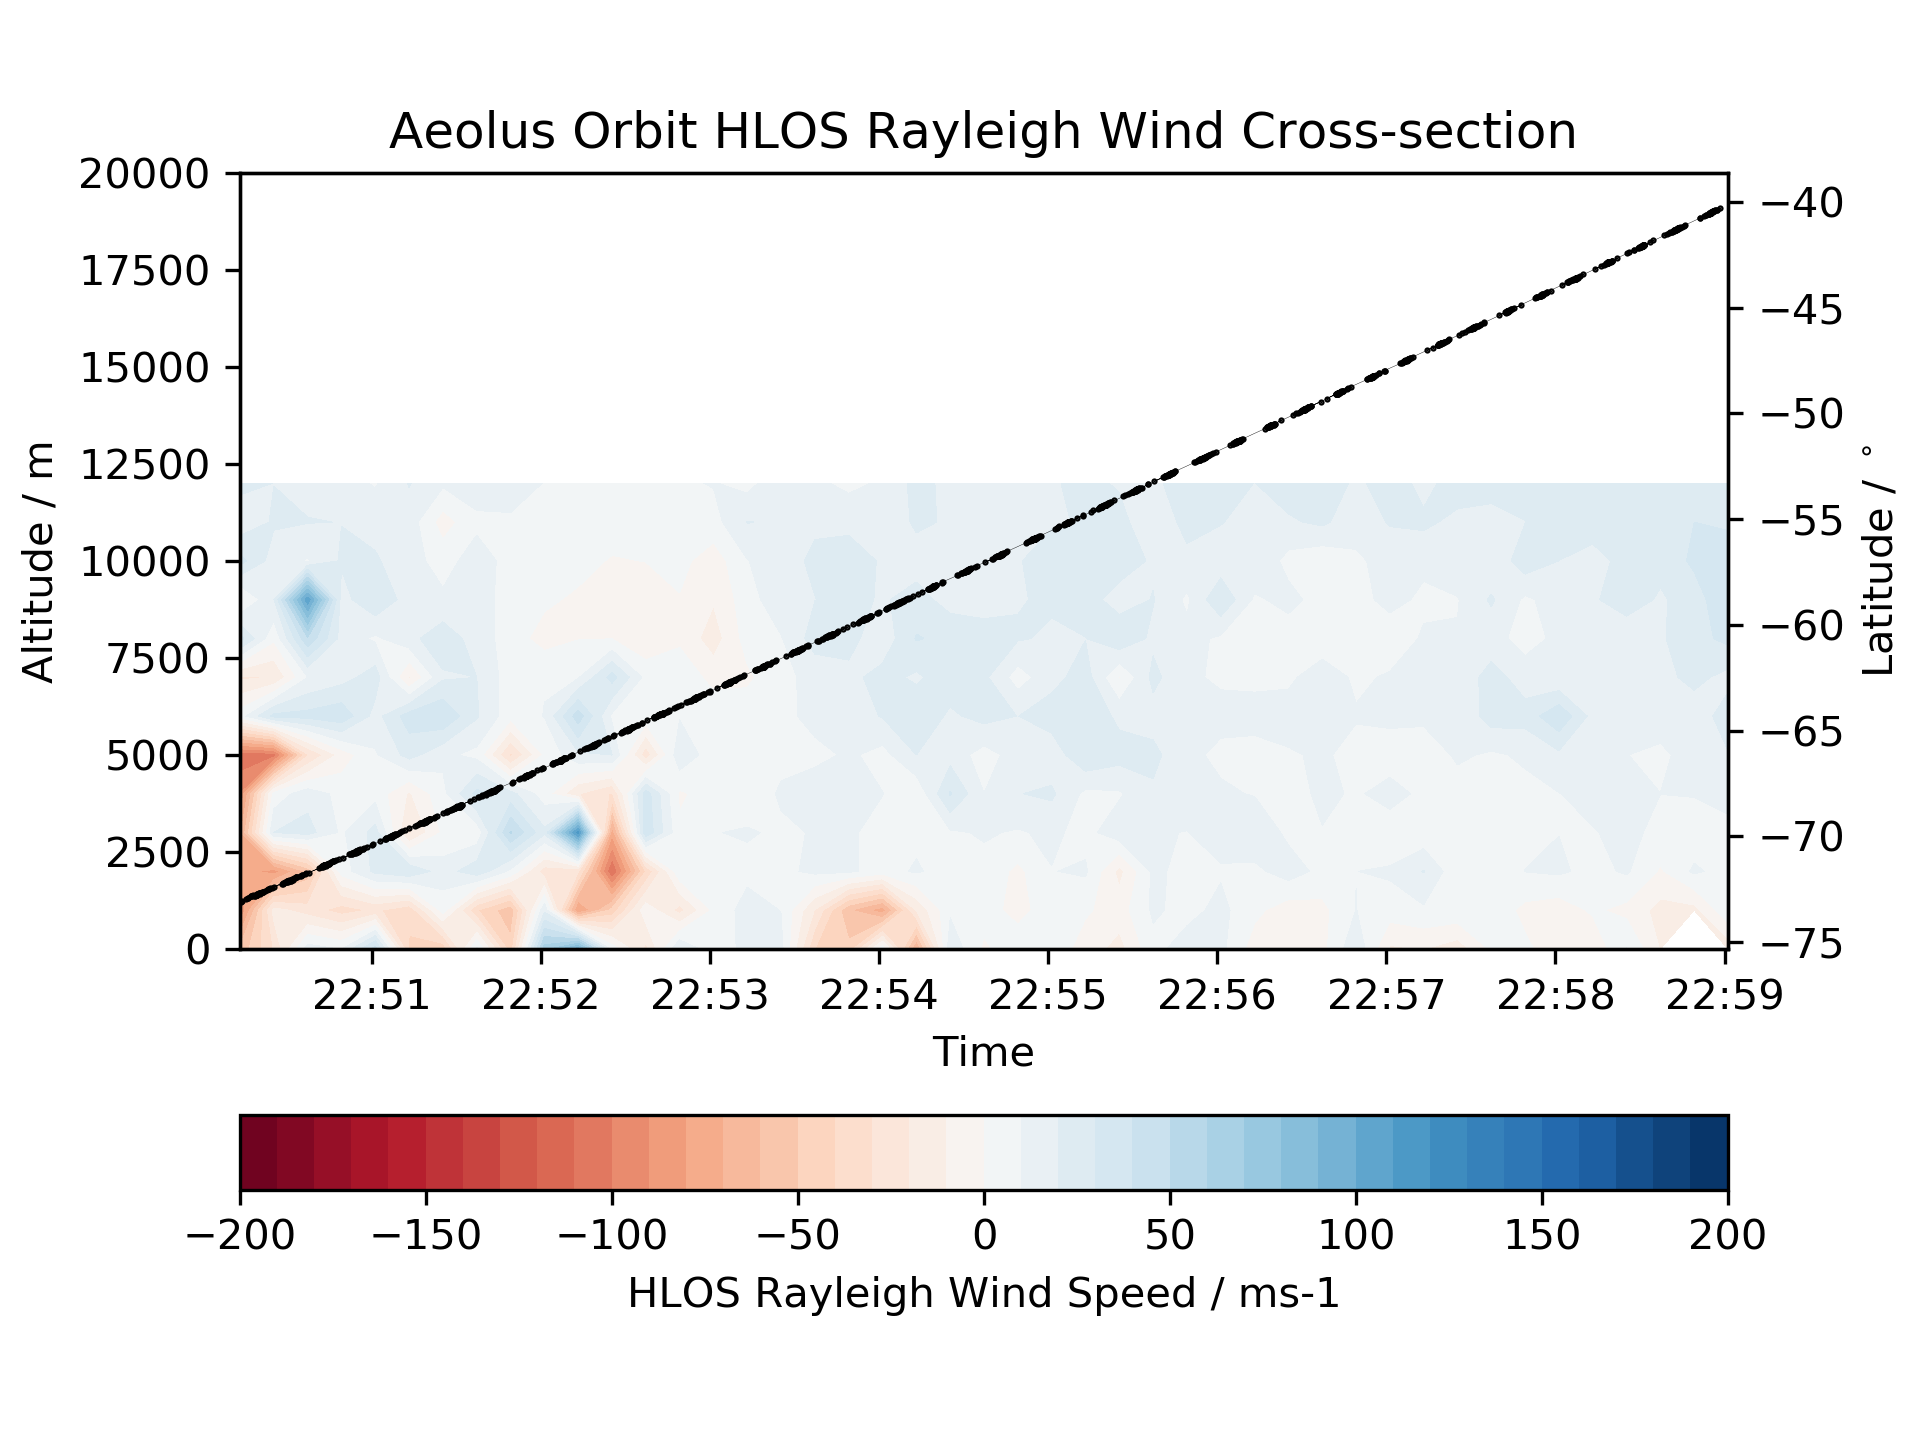 Aeolus Orbit HLOS Rayleigh Wind Cross-section
20000
17500
15000
12500
10000
7500
5000
2500
0
Altitude / m
−40
−45
−50
−55
−60
−65
−70
−75
Latitude / °
22:51 22:52 22:53 22:54 22:55 22:56 22:57 22:58 22:59
Time
−200 −150 −100 −50 0 50 100 150 200
HLOS Rayleigh Wind Speed / ms-1